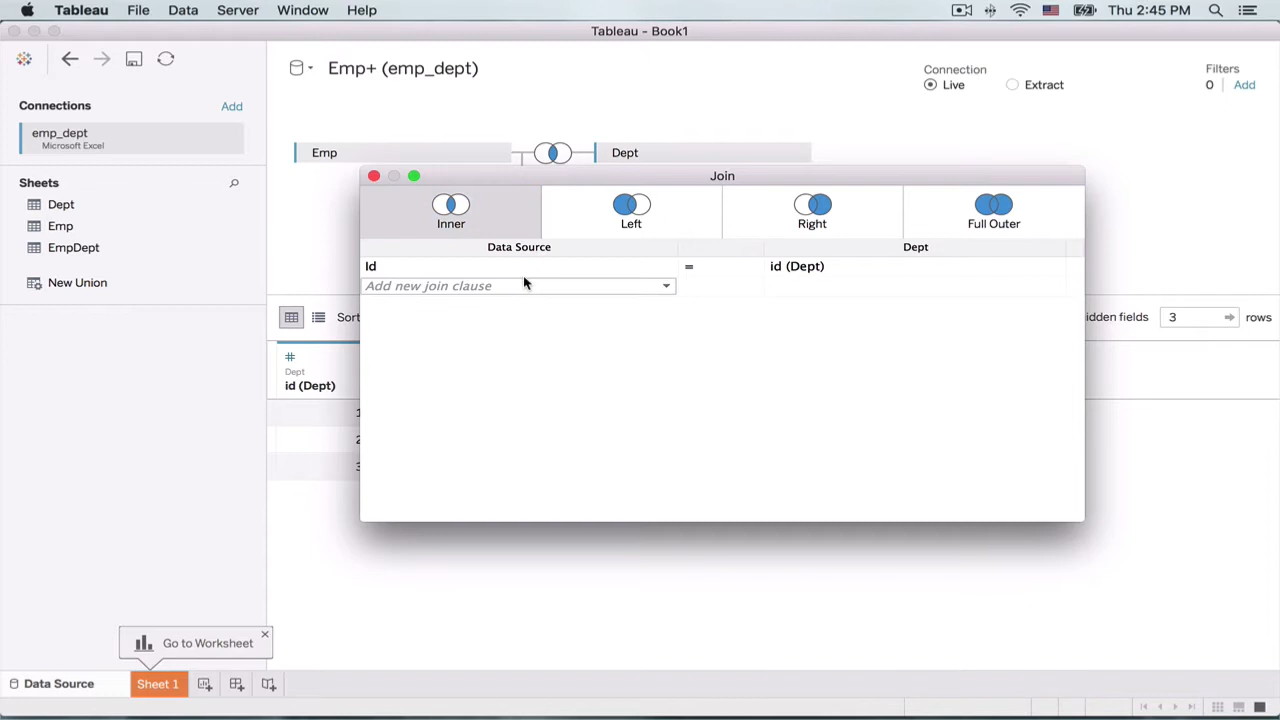 Tableau File Data Server Window Help Thu 2:45 PM
Tableau - Book1
Emp+ (emp_dept)
Connection
Live Extract
Filters
0 Add
Connections Add
emp_dept
Microsoft Excel
Sheets
Dept
Emp
EmpDept
New Union
Emp Dept
Join
Inner Left Right Full Outer
Data Source Dept
Id = id (Dept)
Add new join clause
Sort
idden fields 3 rows
#
Dept
id (Dept)
1
2
3
Go to Worksheet
Data Source Sheet 1